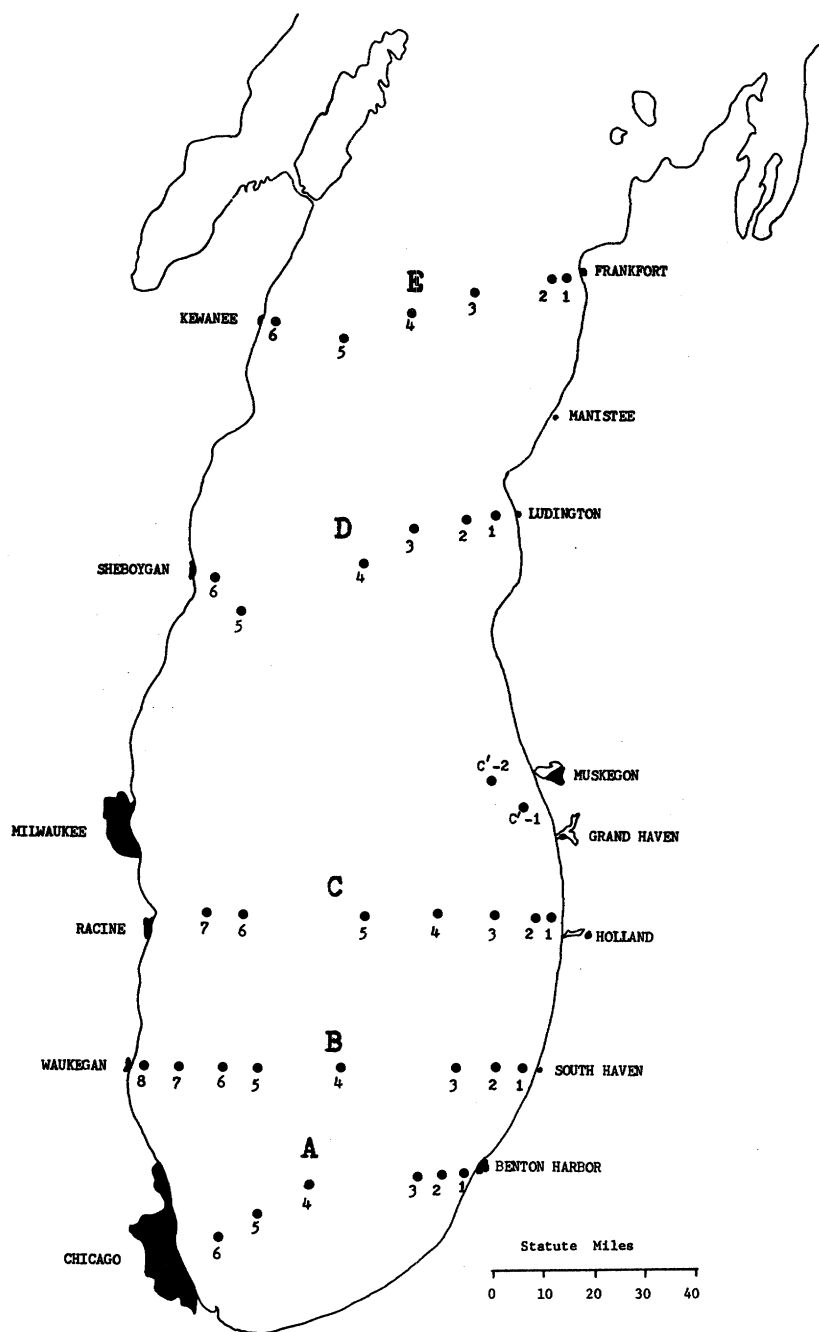 FRANKFORT
E
2 1
3
KEWANEE
6
4
5
MANISTEE
LUDINGTON
D
1
2
3
SHEBOYGAN
4
6
5
C'-2
MUSKEGON
C'-1
MILWAUKEE
GRAND HAVEN
C
RACINE
7 6 5 4 3 2 1
HOLLAND
B
WAUKEGAN
8 7 6 5 4 3 2 1
SOUTH HAVEN
A
BENTON HARBOR
3 2 1
4
5
6
CHICAGO
Statute Miles
0 10 20 30 40